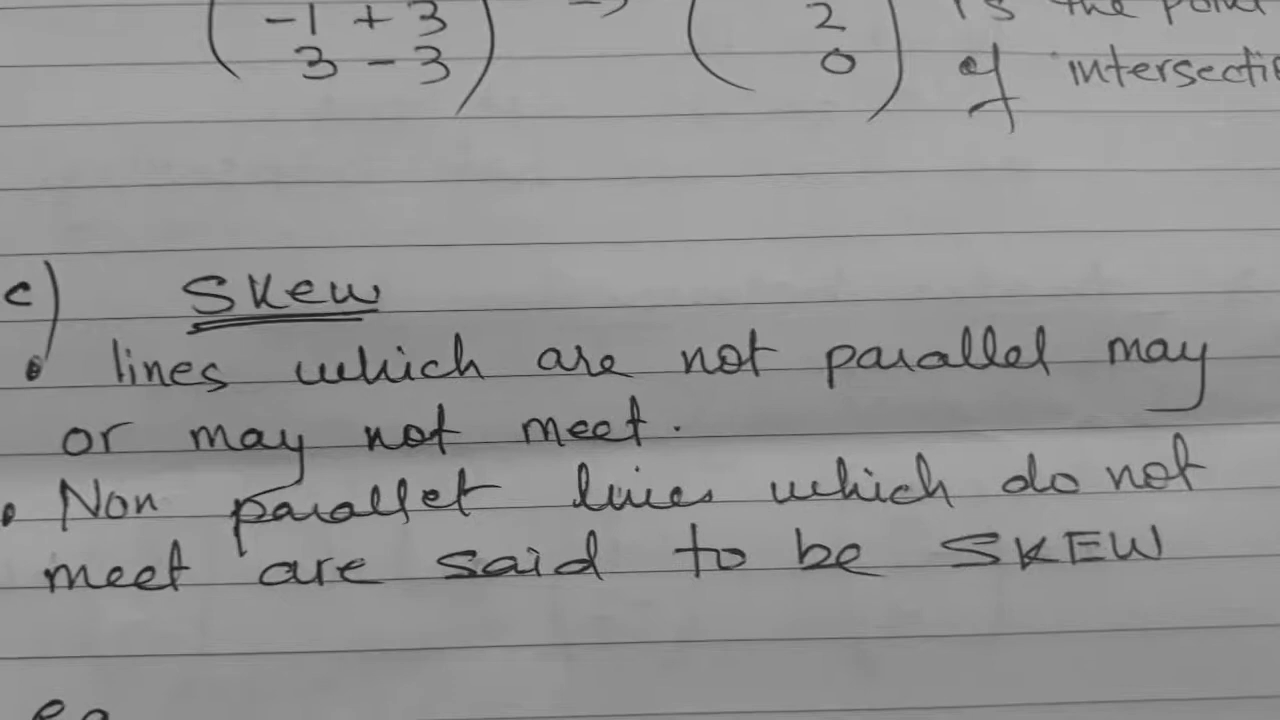 ( -1 + 3 ) => ( 2 ) is the point
( 3 - 3 ) ( 0 ) of
c) Skew
• lines which are not parallel may
or may not meet.
• Non parallel lines which do not
meet are said to be SKEW